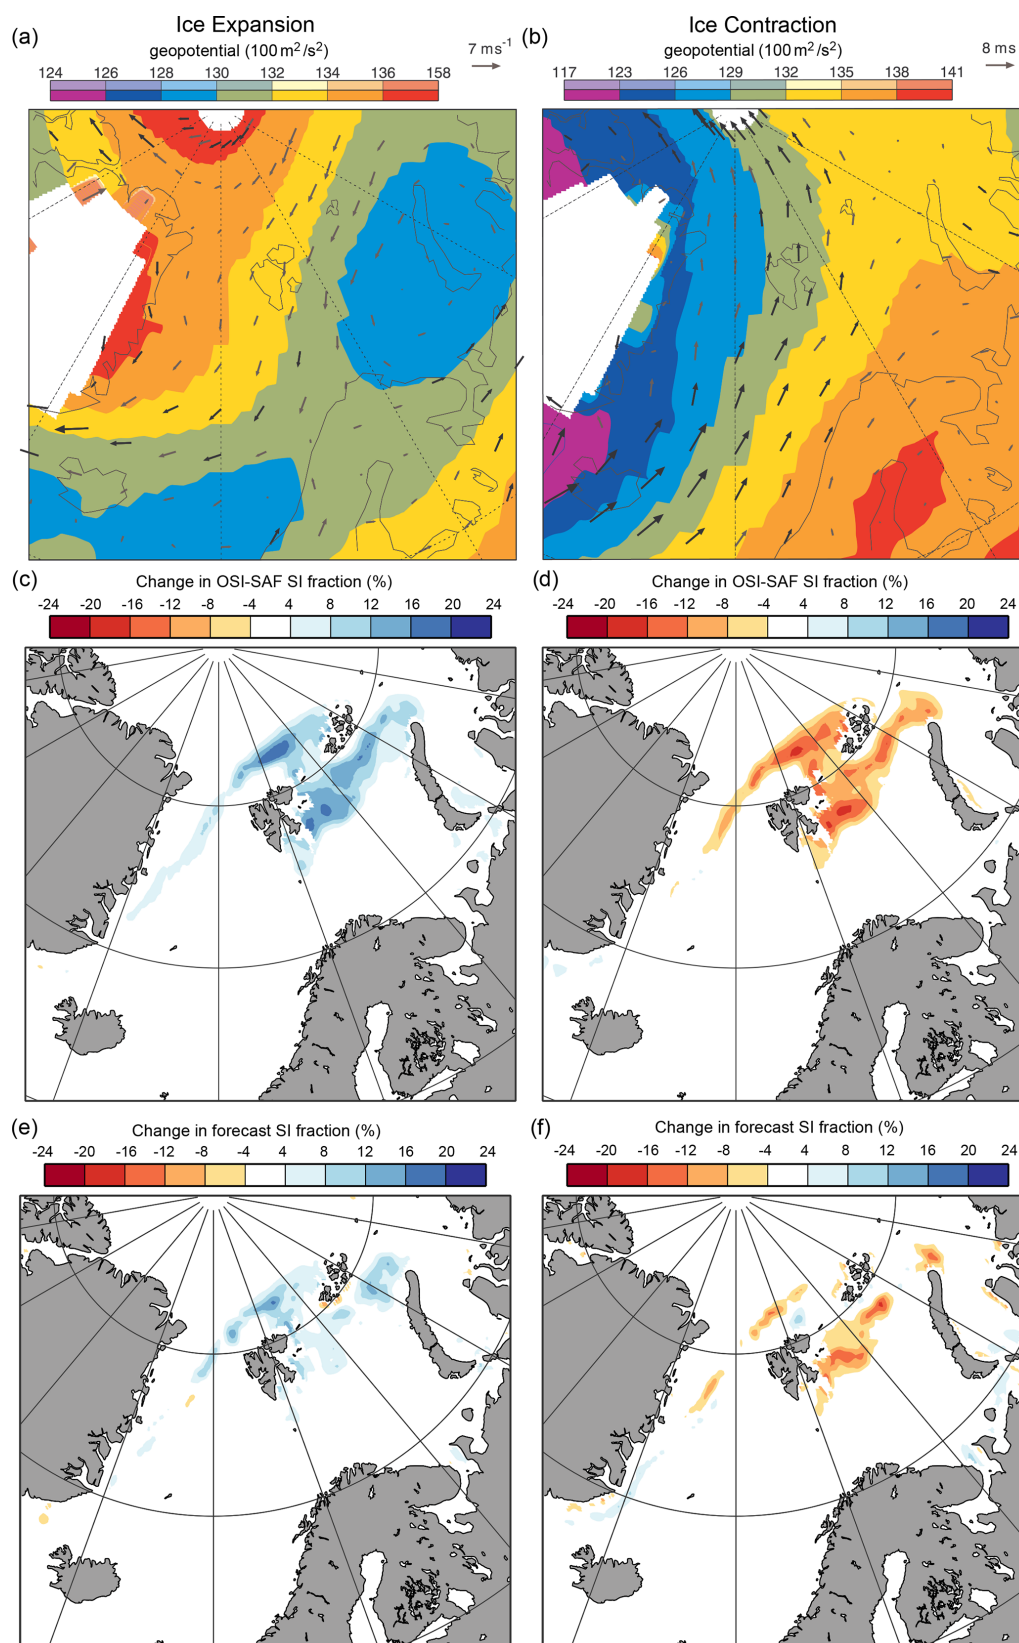 Ice Expansion
(a)
geopotential (100 m²/s²)
7 ms⁻¹
124 126 128 130 132 134 136 158
Ice Contraction
(b)
geopotential (100 m²/s²)
8 ms
117 123 126 129 132 135 138 141
(c)
Change in OSI-SAF SI fraction (%)
-24 -20 -16 -12 -8 -4 4 8 12 16 20 24
(d)
Change in OSI-SAF SI fraction (%)
-24 -20 -16 -12 -8 -4 4 8 12 16 20 24
(e)
Change in forecast SI fraction (%)
-24 -20 -16 -12 -8 -4 4 8 12 16 20 24
(f)
Change in forecast SI fraction (%)
-24 -20 -16 -12 -8 -4 4 8 12 16 20 24